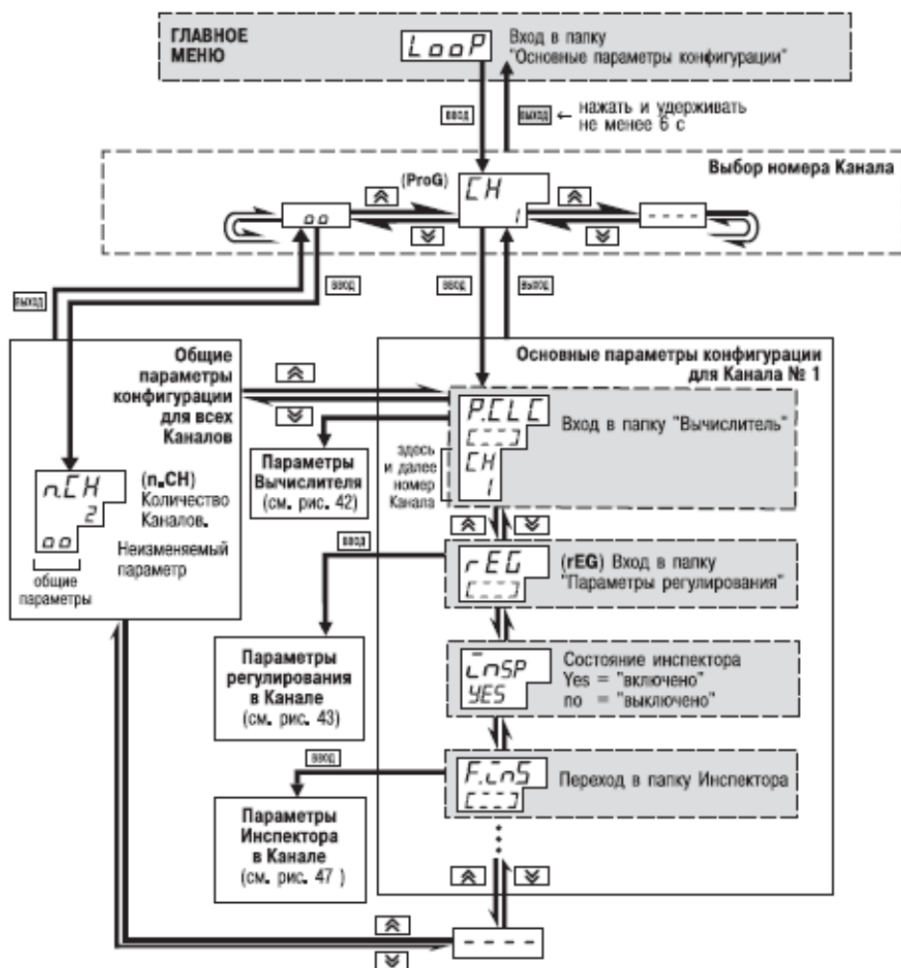 ГЛАВНОЕ
МЕНЮ
LooP
Вход в папку
"Основные параметры конфигурации"
ввод
выход
← нажать и удерживать
не менее 6 с
Выбор номера Канала
(ProG)
CH
1
oo
- - - -
выход
ввод
ввод
выход
Общие
параметры
конфигурации
для всех
Каналов
n.CH
2
oo
(n.CH)
Количество
Каналов.
Неизменяемый
параметр
общие
параметры
Основные параметры конфигурации
для Канала № 1
P.CLC
[---]
CH
1
Вход в папку "Вычислитель"
здесь
и далее
номер
Канала
Параметры
Вычислителя
(см. рис. 42)
ввод
rEG
[---]
(rEG) Вход в папку
"Параметры регулирования"
Параметры
регулирования
в Канале
(см. рис. 43)
inSP
YES
Состояние инспектора
Yes = "включено"
no = "выключено"
ввод
F.inS
[---]
Переход в папку Инспектора
Параметры
Инспектора
в Канале
(см. рис. 47 )
- - - -